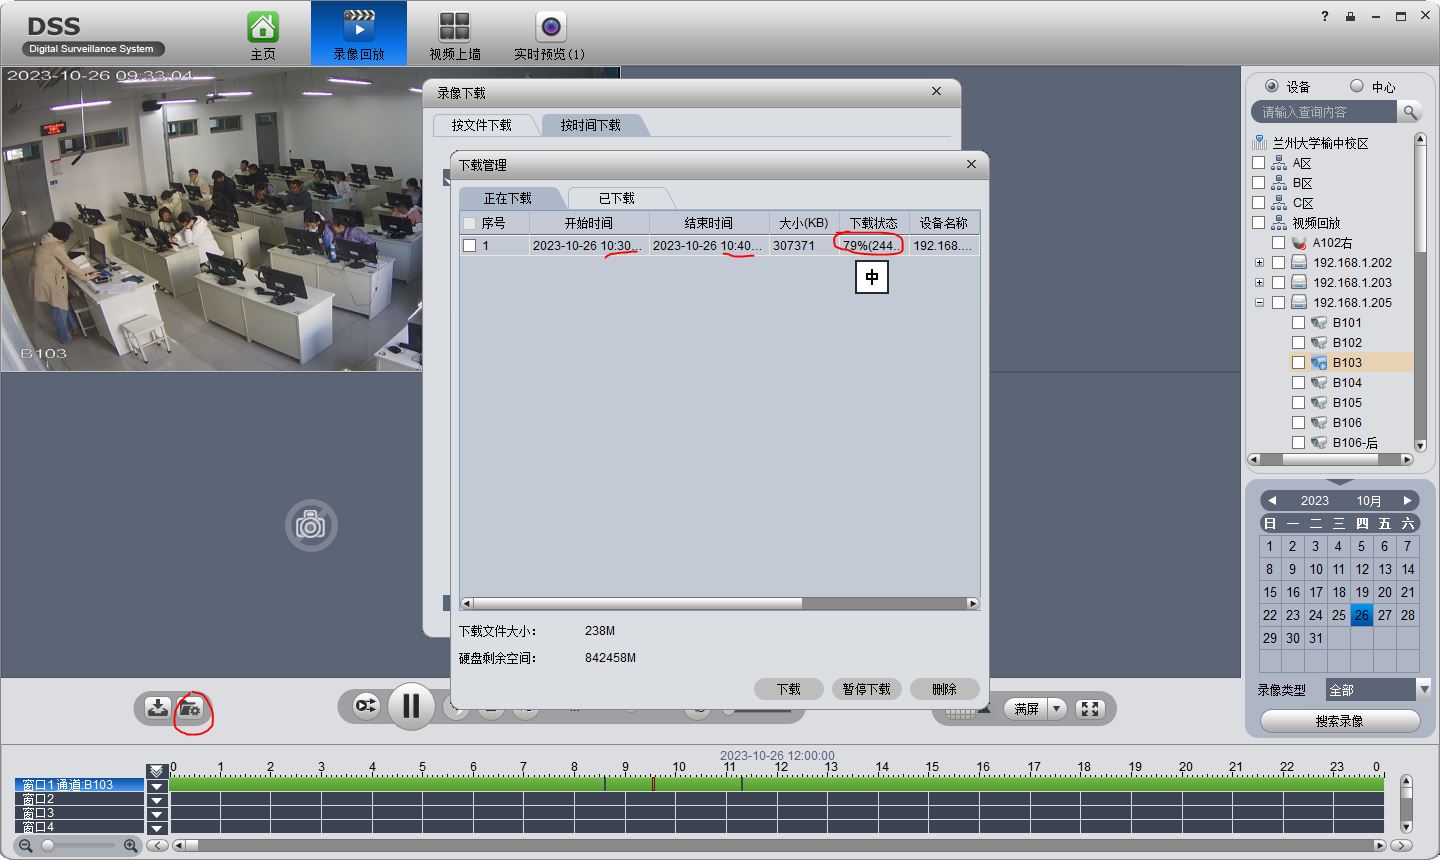 DSS
Digital Surveillance System
主页
录像回放
视频上墙
实时预览(1)
?
2023-10-26 09:33:04
B103
录像下载
按文件下载
按时间下载
下载管理
正在下载
已下载
序号 开始时间 结束时间 大小(KB) 下载状态 设备名称
1 2023-10-26 10:30... 2023-10-26 10:40... 307371 79%(244.. 192.168....
中
下载文件大小: 238M
硬盘剩余空间: 842458M
下载 暂停下载 删除
设备 中心
请输入查询内容
兰州大学榆中校区
A区
B区
C区
视频回放
A102右
192.168.1.202
192.168.1.203
192.168.1.205
B101
B102
B103
B104
B105
B106
B106-后
2023 10月
日 一 二 三 四 五 六
1 2 3 4 5 6 7
8 9 10 11 12 13 14
15 16 17 18 19 20 21
22 23 24 25 26 27 28
29 30 31
录像类型 全部
搜索录像
满屏
2023-10-26 12:00:00
0 1 2 3 4 5 6 7 8 9 10 11 12 13 14 15 16 17 18 19 20 21 22 23 0
窗口1 通道:B103
窗口2
窗口3
窗口4